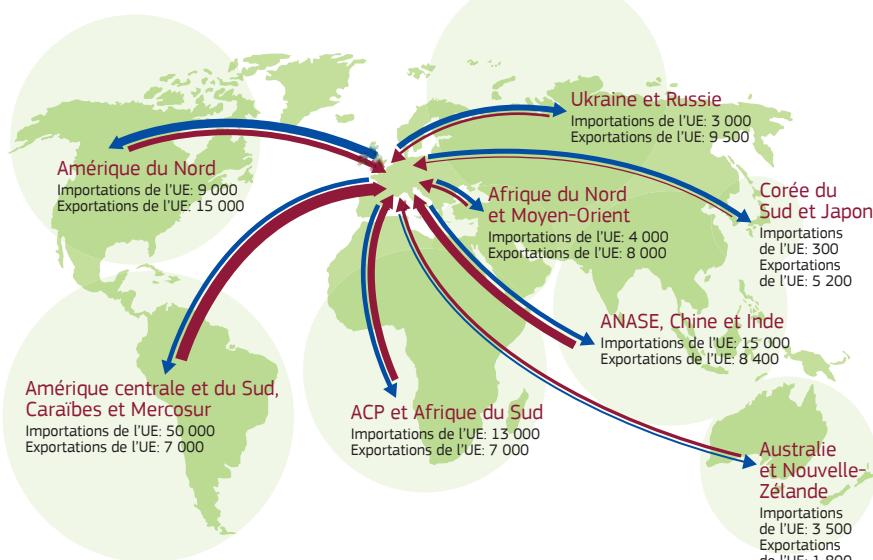 Ukraine et Russie
Importations de l'UE: 3 000
Exportations de l'UE: 9 500
Amérique du Nord
Importations de l'UE: 9 000
Exportations de l'UE: 15 000
Afrique du Nord
et Moyen-Orient
Importations de l'UE: 4 000
Exportations de l'UE: 8 000
Corée du
Sud et Japon
Importations
de l'UE: 300
Exportations
de l'UE: 5 200
ANASE, Chine et Inde
Importations de l'UE: 15 000
Exportations de l'UE: 8 400
Amérique centrale et du Sud,
Caraïbes et Mercosur
Importations de l'UE: 50 000
Exportations de l'UE: 7 000
ACP et Afrique du Sud
Importations de l'UE: 13 000
Exportations de l'UE: 7 000
Australie
et Nouvelle-
Zélande
Importations
de l'UE: 3 500
Exportations
de l'UE: 1 800